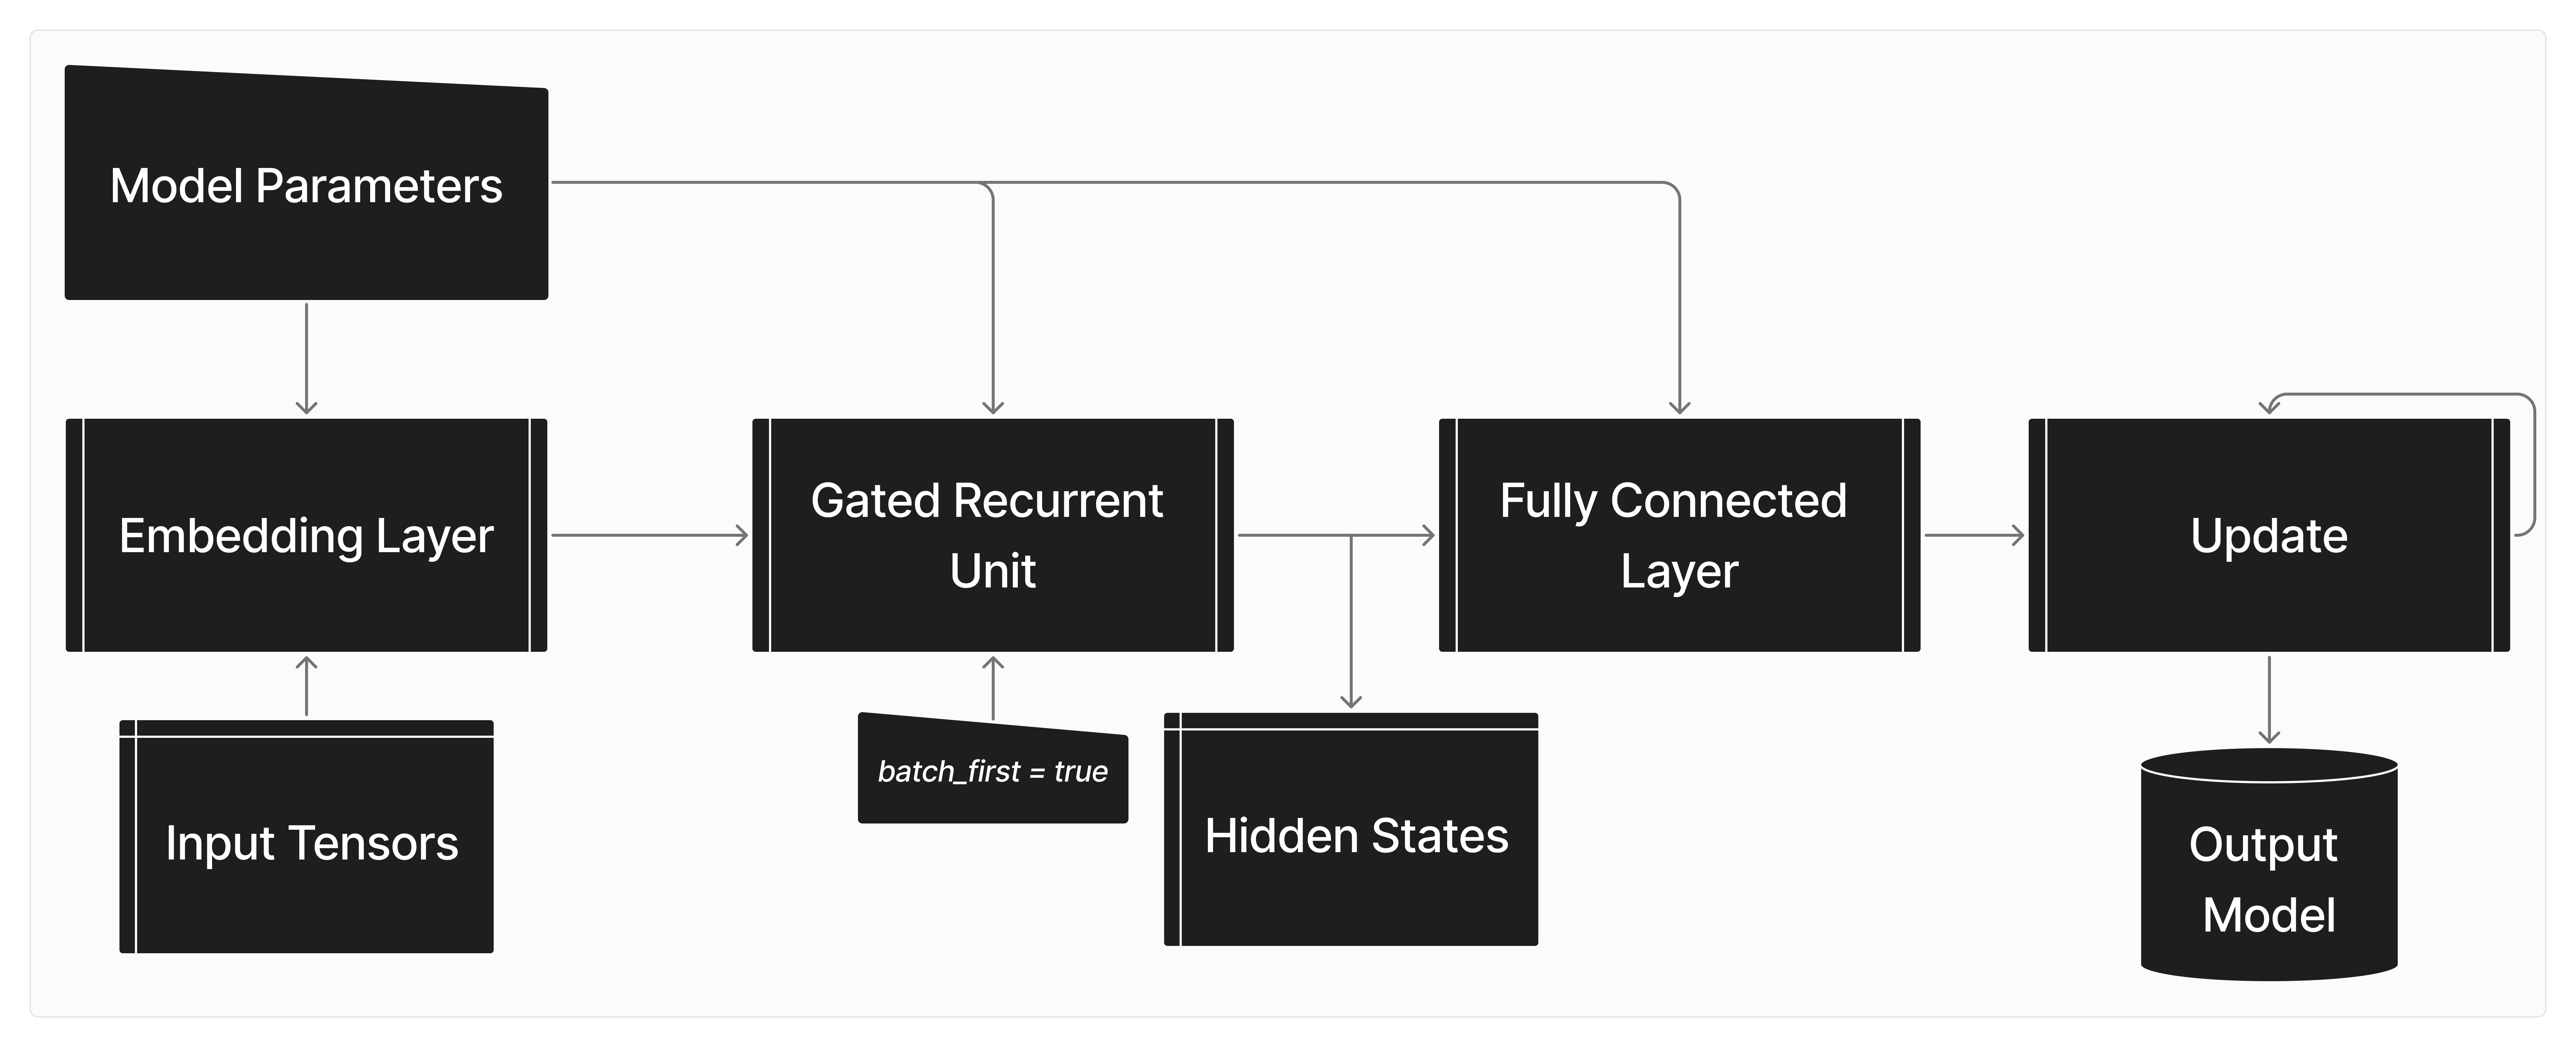 Model Parameters
Embedding Layer
Gated Recurrent
Unit
Fully Connected
Layer
Update
Input Tensors
batch_first = true
Hidden States
Output
Model